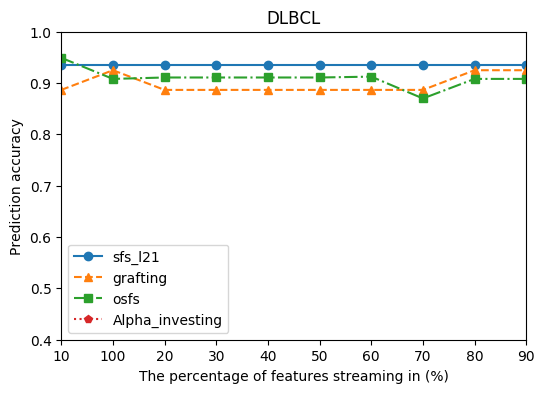 DLBCL
1.0
0.9
0.8
0.7
0.6
0.5
0.4
Prediction accuracy
sfs_l21
grafting
osfs
Alpha_investing
10 100 20 30 40 50 60 70 80 90
The percentage of features streaming in (%)